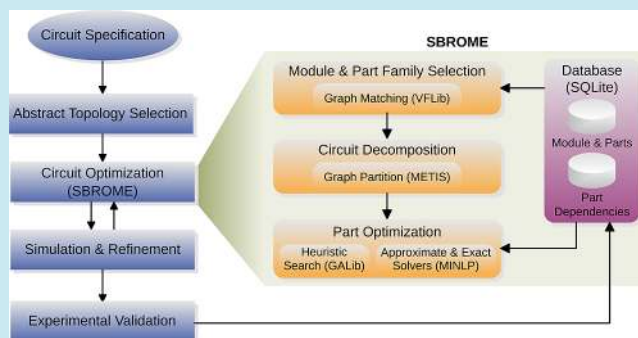 Circuit Specification
Abstract Topology Selection
Circuit Optimization
(SBROME)
Simulation & Refinement
Experimental Validation
SBROME
Module & Part Family Selection
Graph Matching (VFLib)
Circuit Decomposition
Graph Partition (METIS)
Part Optimization
Heuristic
Search (GALib)
Approximate & Exact
Solvers (MINLP)
Database
(SQLite)
Module & Parts
Part
Dependencies